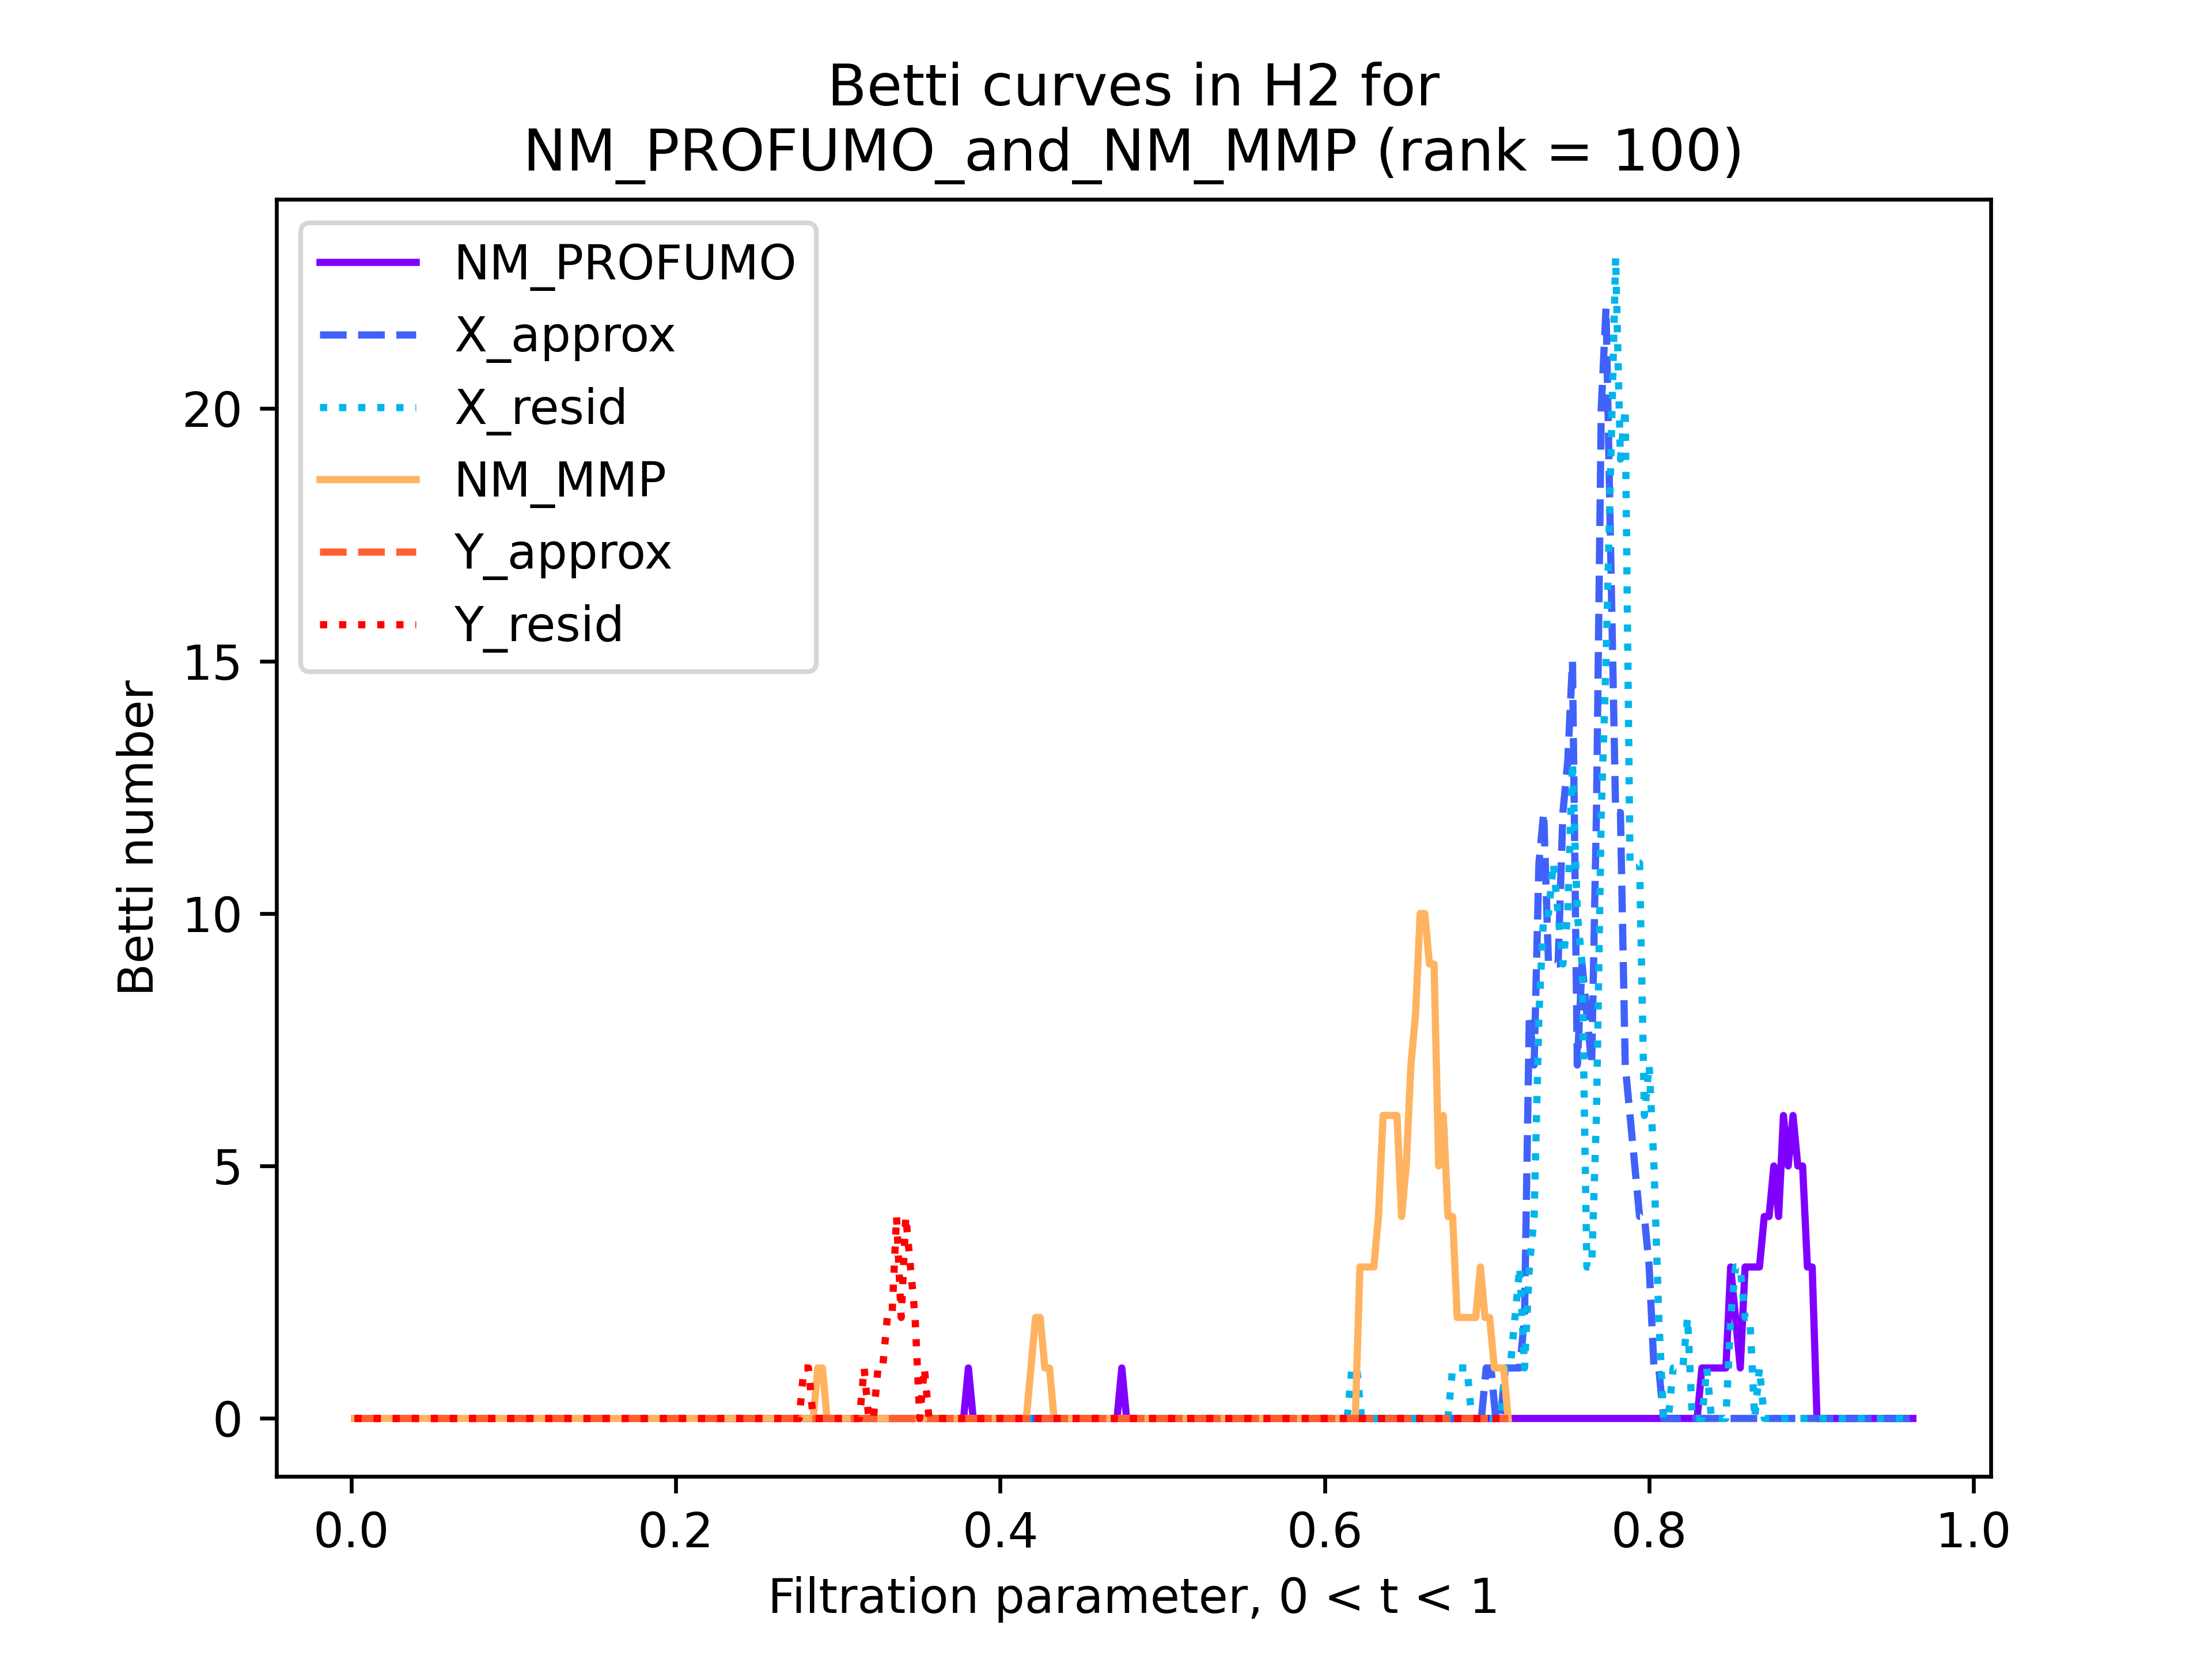 Betti curves in H2 for
NM_PROFUMO_and_NM_MMP (rank = 100)
NM_PROFUMO
X_approx
X_resid
NM_MMP
Y_approx
Y_resid
Betti number
20
15
10
5
0
0.0 0.2 0.4 0.6 0.8 1.0
Filtration parameter, 0 < t < 1